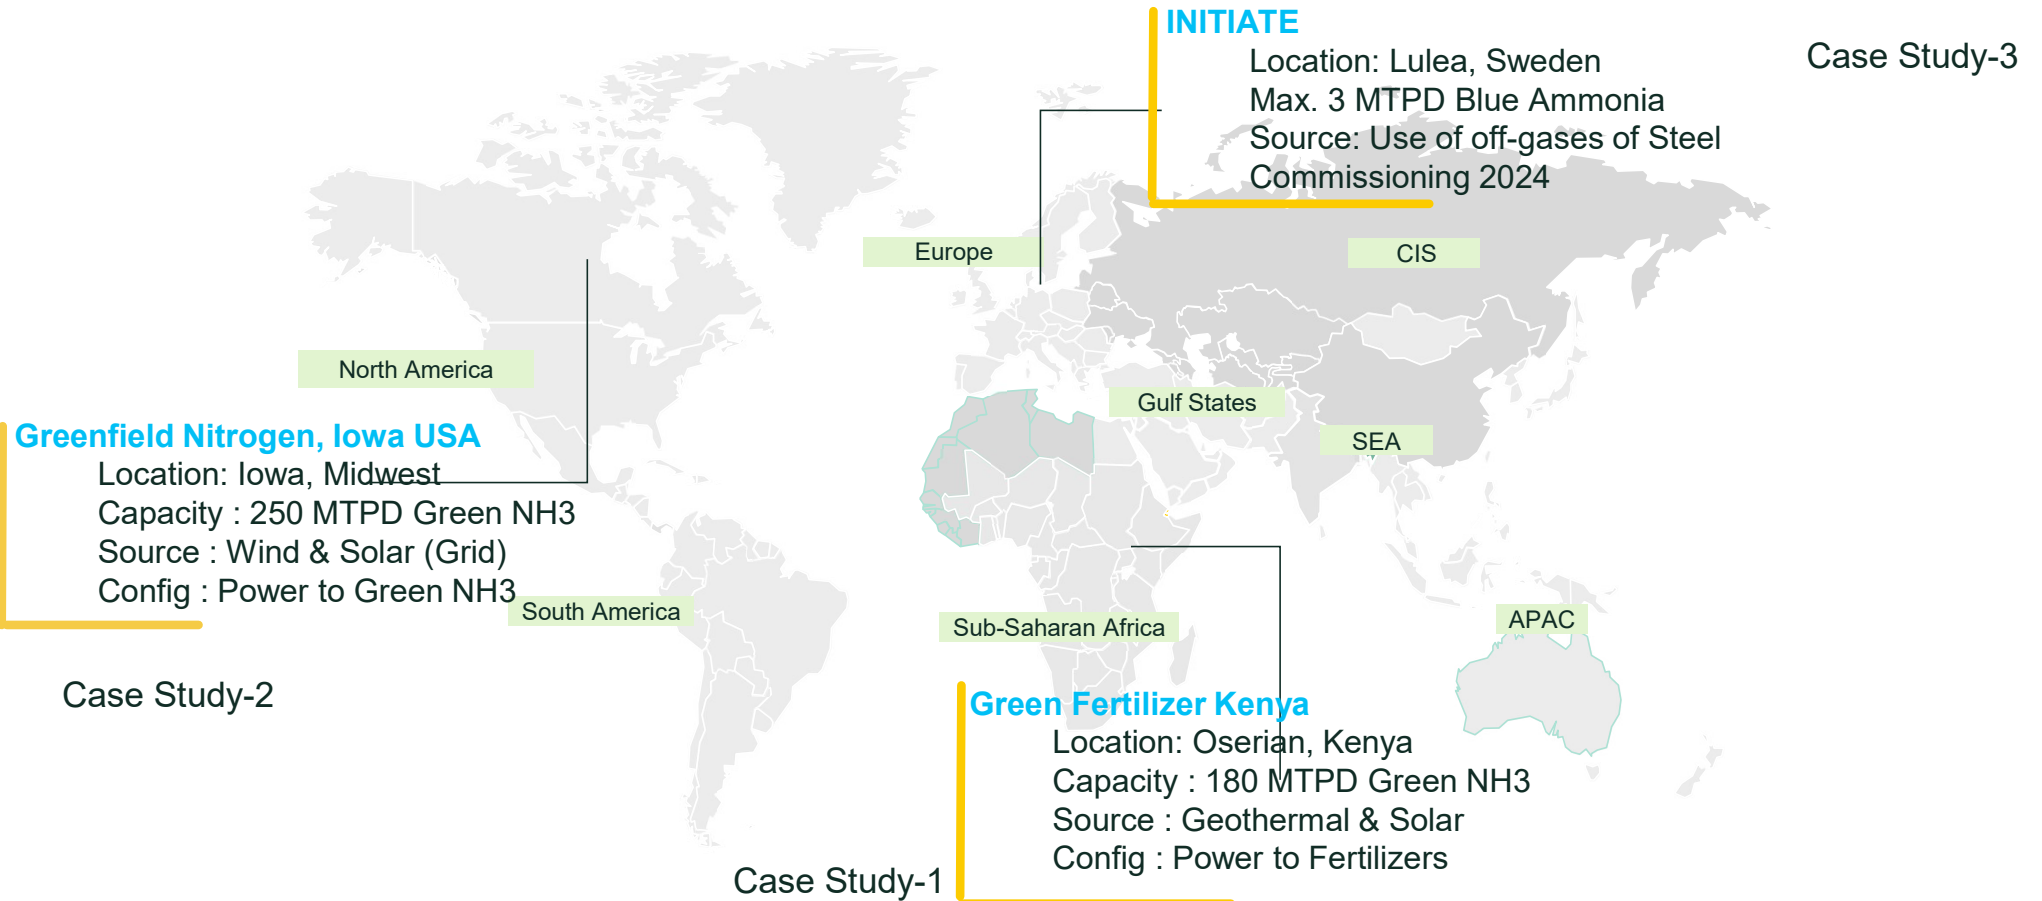 INITIATE
Location: Lulea, Sweden
Max. 3 MTPD Blue Ammonia
Source: Use of off-gases of Steel
Commissioning 2024
Case Study-3
Europe
CIS
North America
Gulf States
SEA
Greenfield Nitrogen, Iowa USA
Location: Iowa, Midwest
Capacity : 250 MTPD Green NH3
Source : Wind & Solar (Grid)
Config : Power to Green NH3
South America
Sub-Saharan Africa
APAC
Case Study-2
Green Fertilizer Kenya
Location: Oserian, Kenya
Capacity : 180 MTPD Green NH3
Source : Geothermal & Solar
Config : Power to Fertilizers
Case Study-1